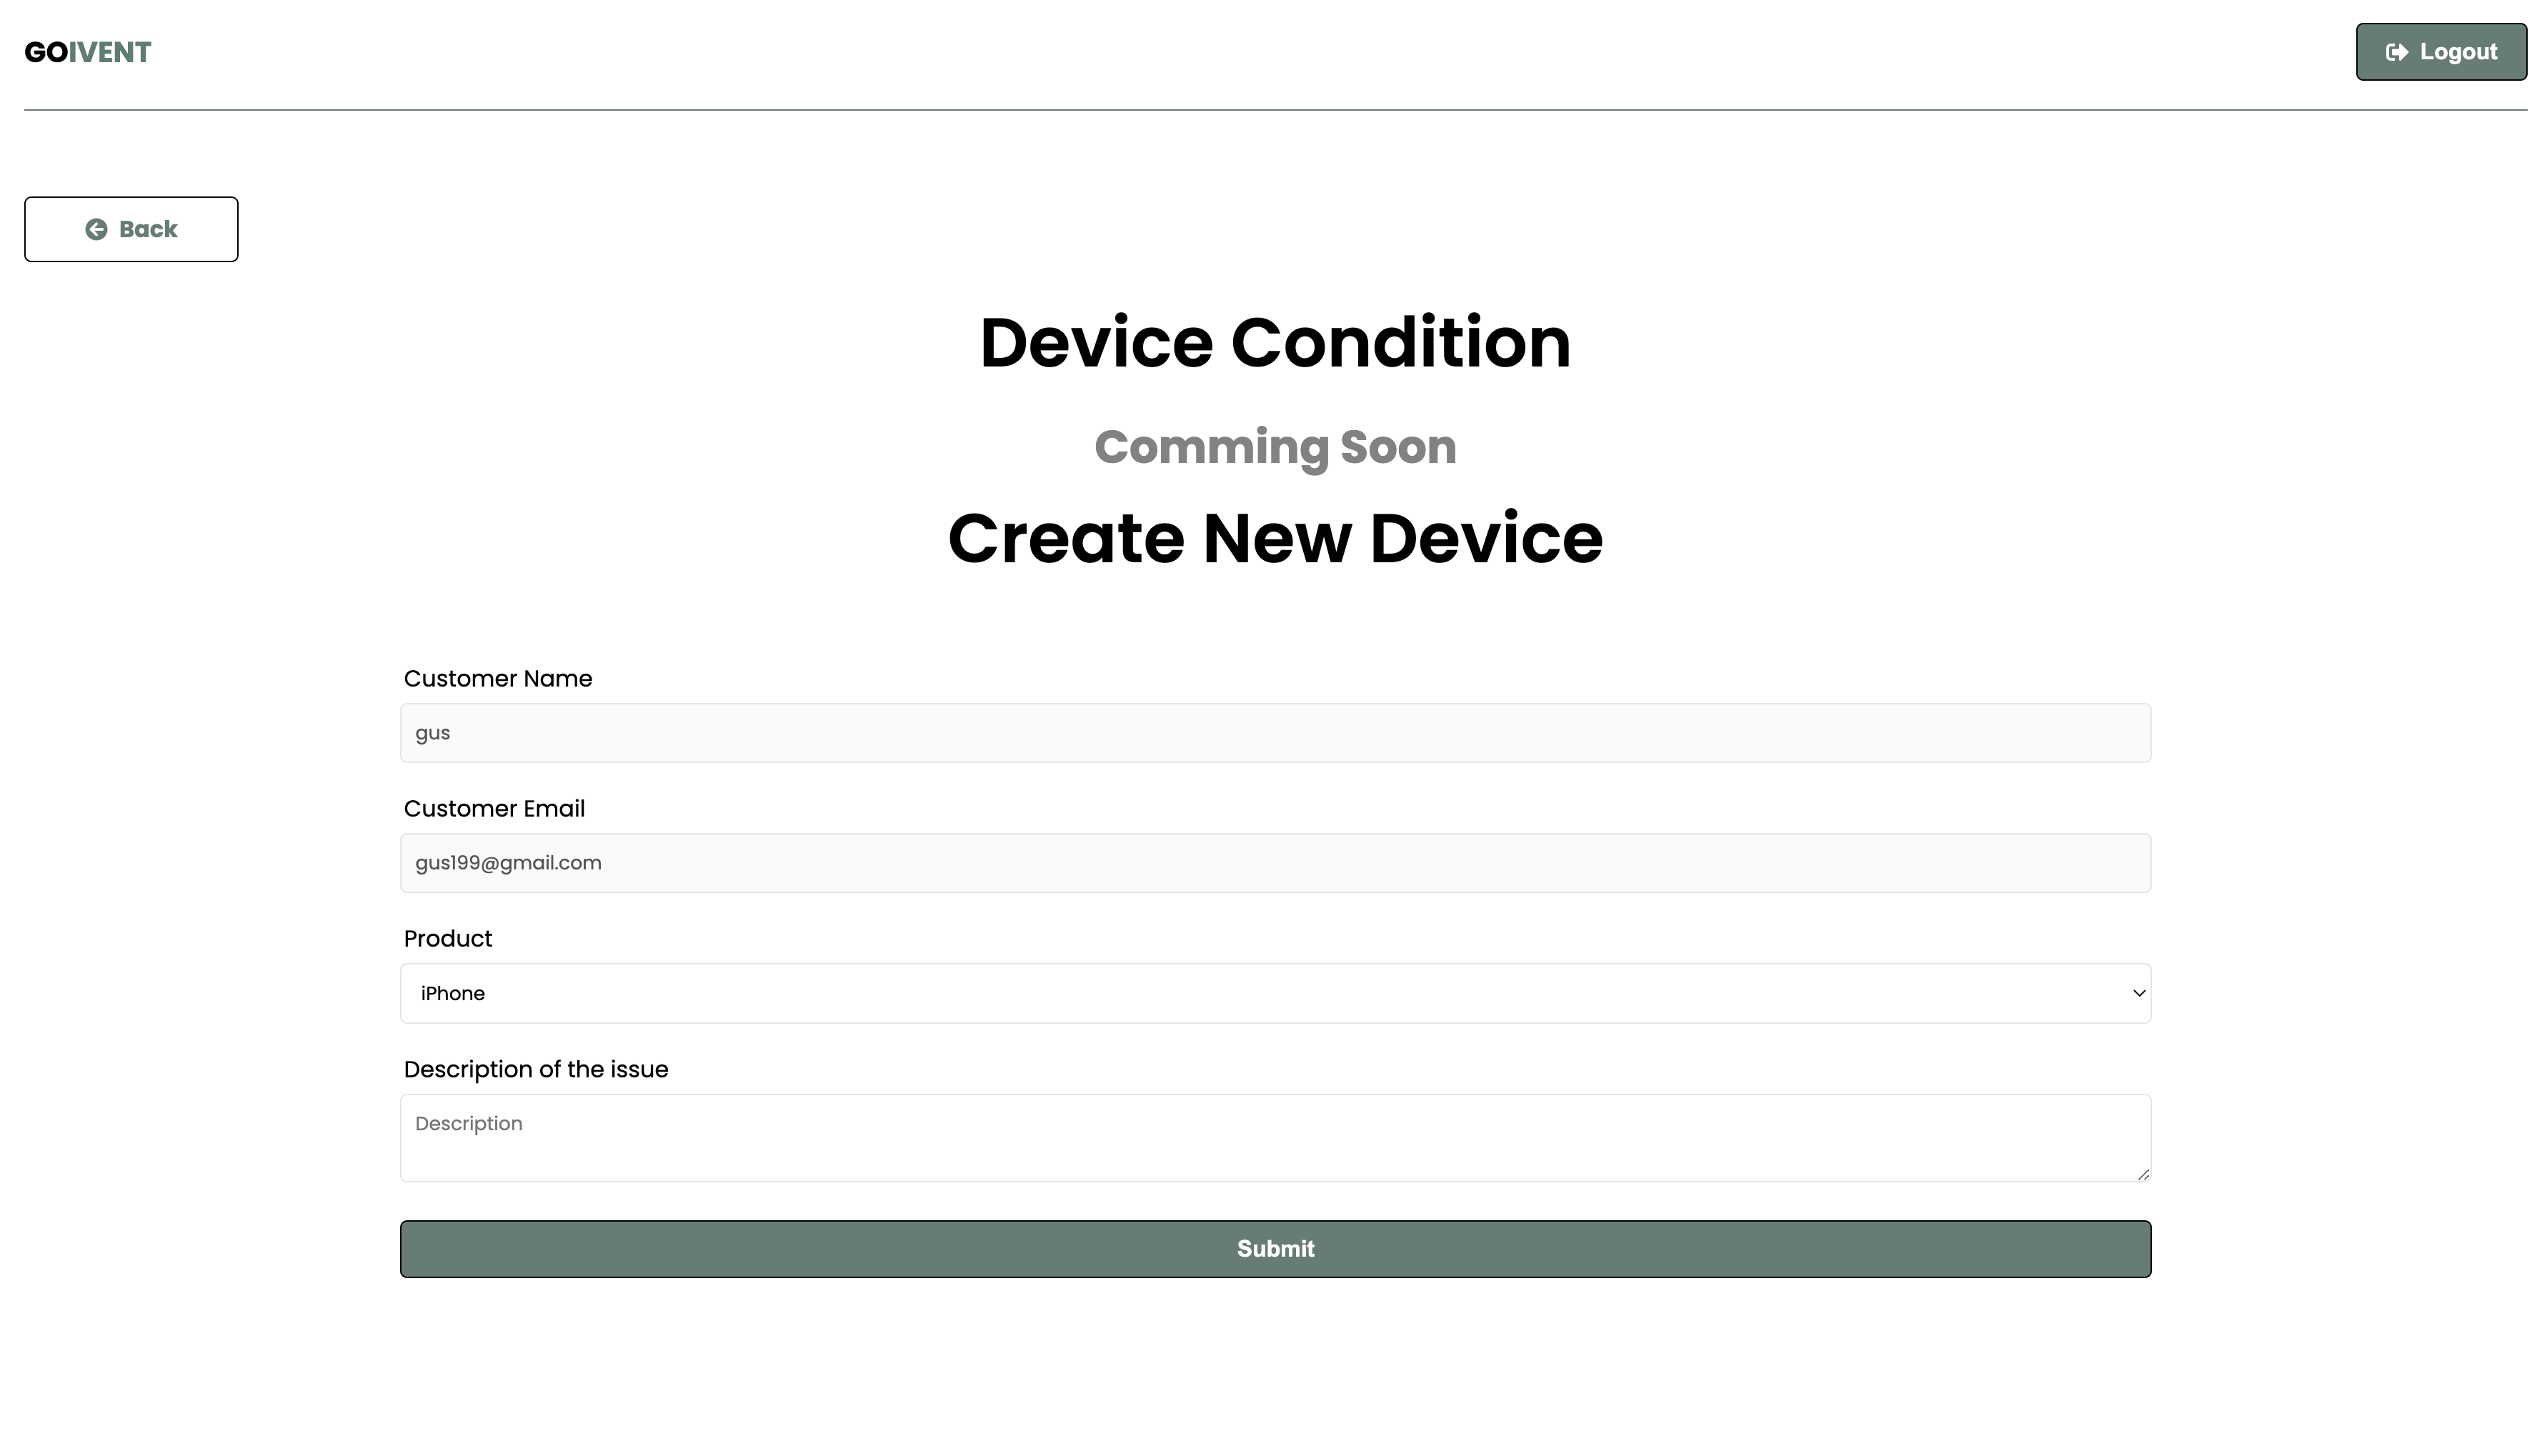 GOIVENT
Logout
Back
Device Condition
Comming Soon
Create New Device
Customer Name
gus
Customer Email
gus199@gmail.com
Product
iPhone
Description of the issue
Description
Submit